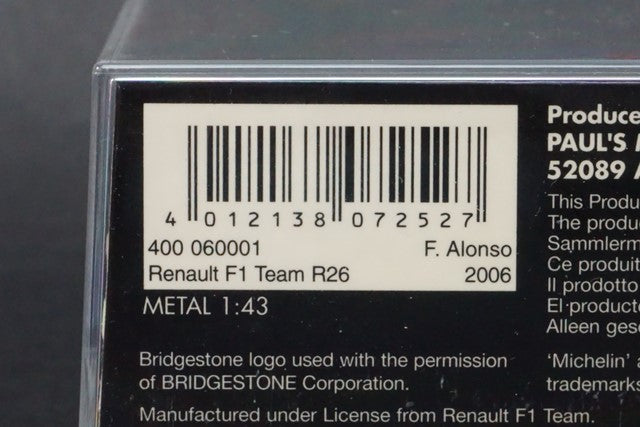 4 012138 072527
400 060001 F. Alonso
Renault F1 Team R26 2006
METAL 1:43
Bridgestone logo used with the permission
of BRIDGESTONE Corporation.
Manufactured under License from Renault F1 Team.
Produce
PAUL'S
52089
This Produ
The produ
Sammlerm
Ce produit
Il prodotto
El producto
Alleen ges
'Michelin' a
trademarks